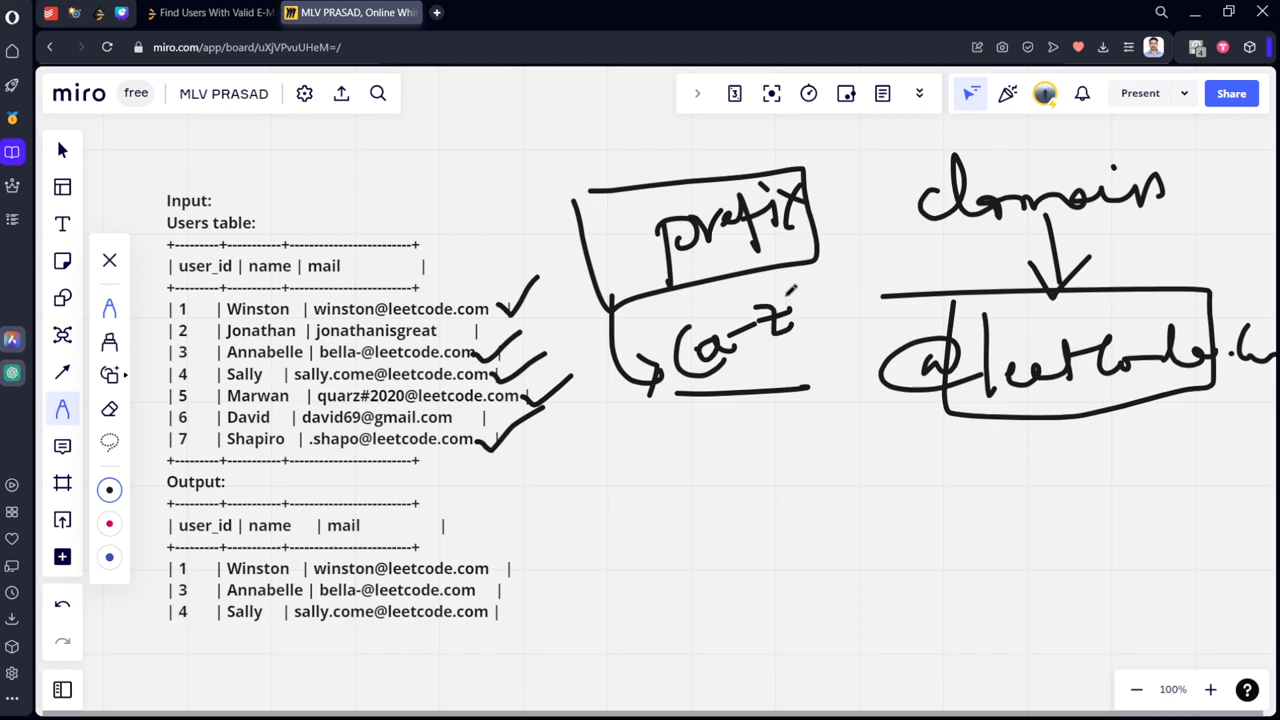 Find Users With Valid E-M
MLV PRASAD, Online Whi
miro.com/app/board/uXjVPvuUHeM=/
miro free MLV PRASAD
3
Present
Share
Input:
Users table:
+---------+-----------+------------------------+
| user_id | name | mail |
+---------+-----------+------------------------+
| 1 | Winston | winston@leetcode.com |
| 2 | Jonathan | jonathanisgreat |
| 3 | Annabelle | bella-@leetcode.com |
| 4 | Sally | sally.come@leetcode.com |
| 5 | Marwan | quarz#2020@leetcode.com |
| 6 | David | david69@gmail.com |
| 7 | Shapiro | .shapo@leetcode.com |
+---------+-----------+------------------------+
Output:
+---------+-----------+------------------------+
| user_id | name | mail |
+---------+-----------+------------------------+
| 1 | Winston | winston@leetcode.com |
| 3 | Annabelle | bella-@leetcode.com |
| 4 | Sally | sally.come@leetcode.com |
prefix
(a-z
domain
@leetcode.co
100%
?